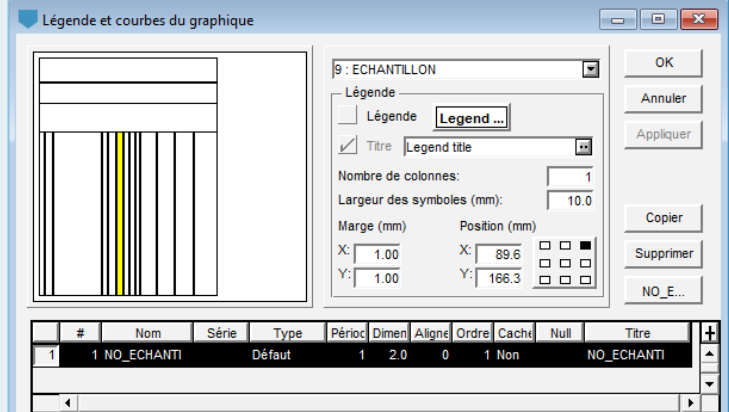 Légende et courbes du graphique
9 : ECHANTILLON
OK
Légende
Annuler
Légende Legend ...
Appliquer
Titre Legend title
Nombre de colonnes: 1
Largeur des symboles (mm): 10.0
Copier
Marge (mm) Position (mm)
X: 1.00 X: 89.6
Supprimer
Y: 1.00 Y: 166.3
NO_E...
# Nom Série Type Périoc Dimen Aligne Ordre Cache Null Titre
1 1 NO_ECHANTI Défaut 1 2.0 0 1 Non NO_ECHANTI